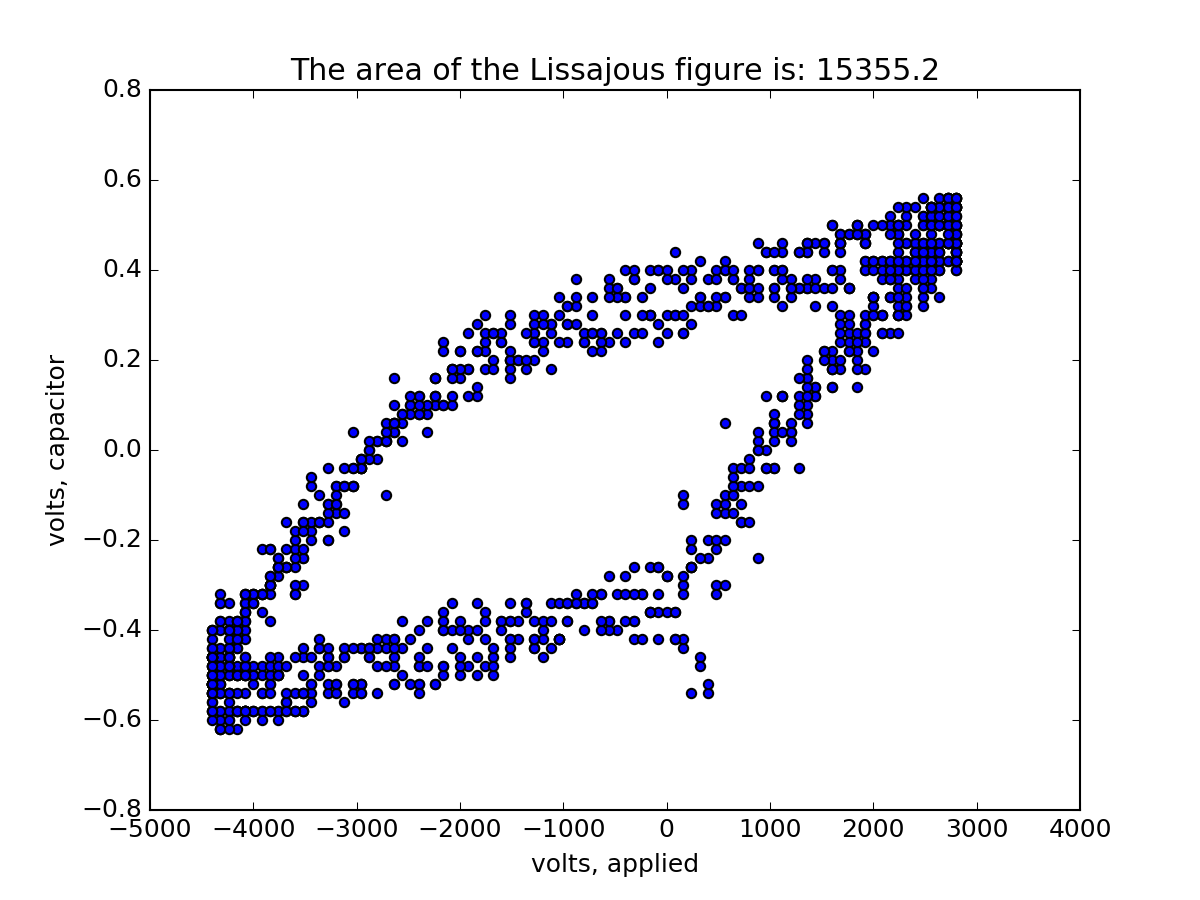 The area of the Lissajous figure is: 15355.2
0.8
0.6
0.4
0.2
0.0
−0.2
−0.4
−0.6
−0.8
volts, capacitor
−5000 −4000 −3000 −2000 −1000 0 1000 2000 3000 4000
volts, applied